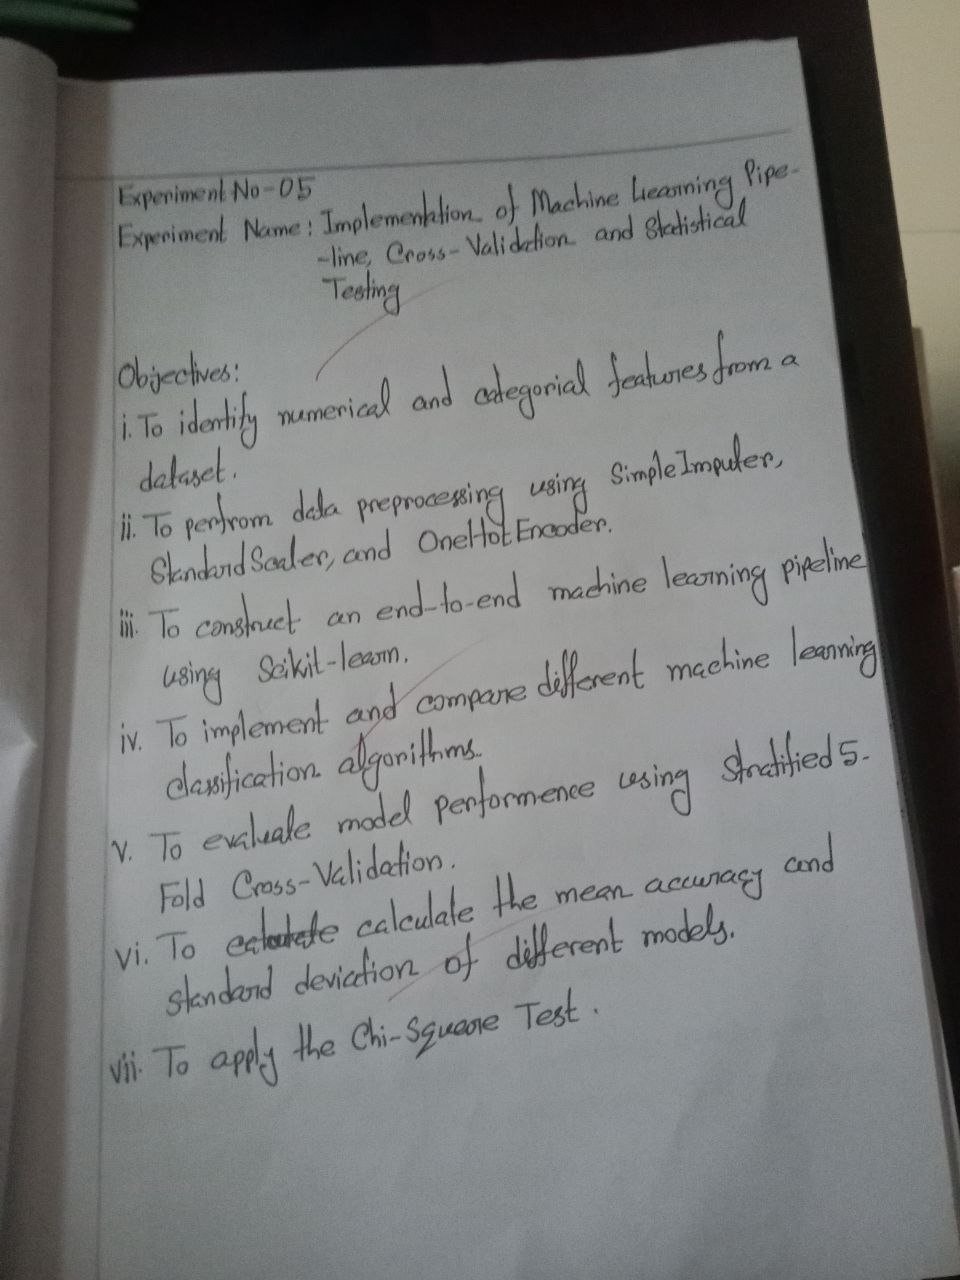 Experiment No-05
Experiment Name: Implementation of Machine Learning Pipe-
-line, Cross-Validation and Statistical
Testing
Objectives:
i. To identify numerical and categorial features from a
dataset.
ii. To perfrom data preprocessing using SimpleImputer,
StandardScaler, and OneHotEncoder.
iii. To construct an end-to-end machine learning pipeline
using Scikit-learn.
iv. To implement and compare different machine learning
classification algorithms.
v. To evaluate model performence using Stratified 5-
Fold Cross-Validation.
vi. To calculate the mean accuracy and
standard deviation of different models.
vii. To apply the Chi-Square Test.